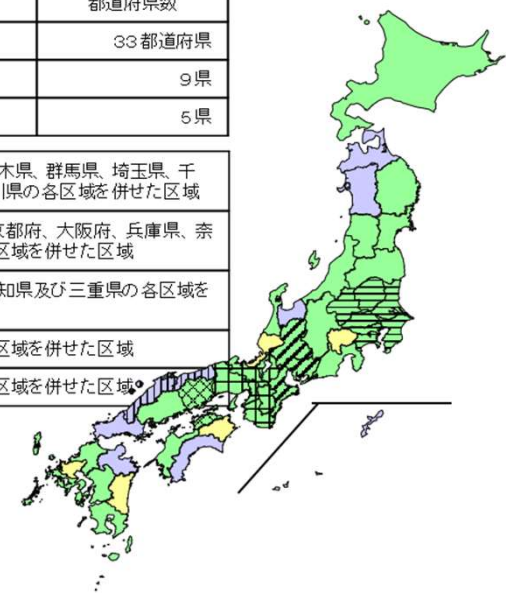 都道府県数
33都道府県
9県
5県
木県、群馬県、埼玉県、千
川県の各区域を併せた区域
京都府、大阪府、兵庫県、奈
区域を併せた区域
知県及び三重県の各区域を
区域を併せた区域
区域を併せた区域